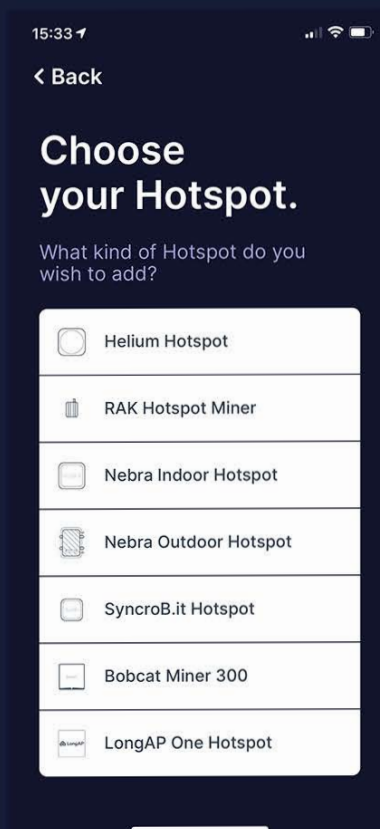 15:33
Back
Choose
your Hotspot.
What kind of Hotspot do you
wish to add?
Helium Hotspot
RAK Hotspot Miner
Nebra Indoor Hotspot
Nebra Outdoor Hotspot
SyncroB.it Hotspot
Bobcat Miner 300
LongAP
LongAP One Hotspot